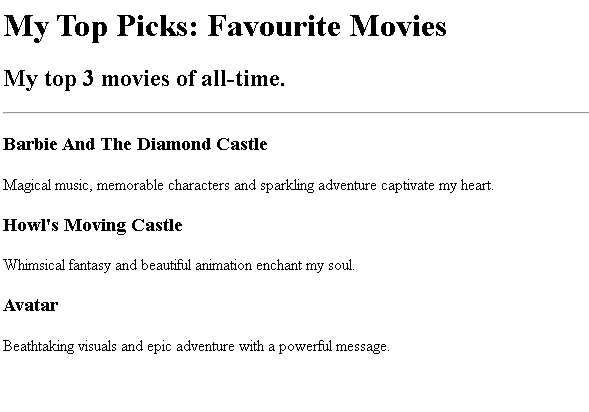 My Top Picks: Favourite Movies
My top 3 movies of all-time.
Barbie And The Diamond Castle
Magical music, memorable characters and sparkling adventure captivate my heart.
Howl's Moving Castle
Whimsical fantasy and beautiful animation enchant my soul.
Avatar
Beathtaking visuals and epic adventure with a powerful message.